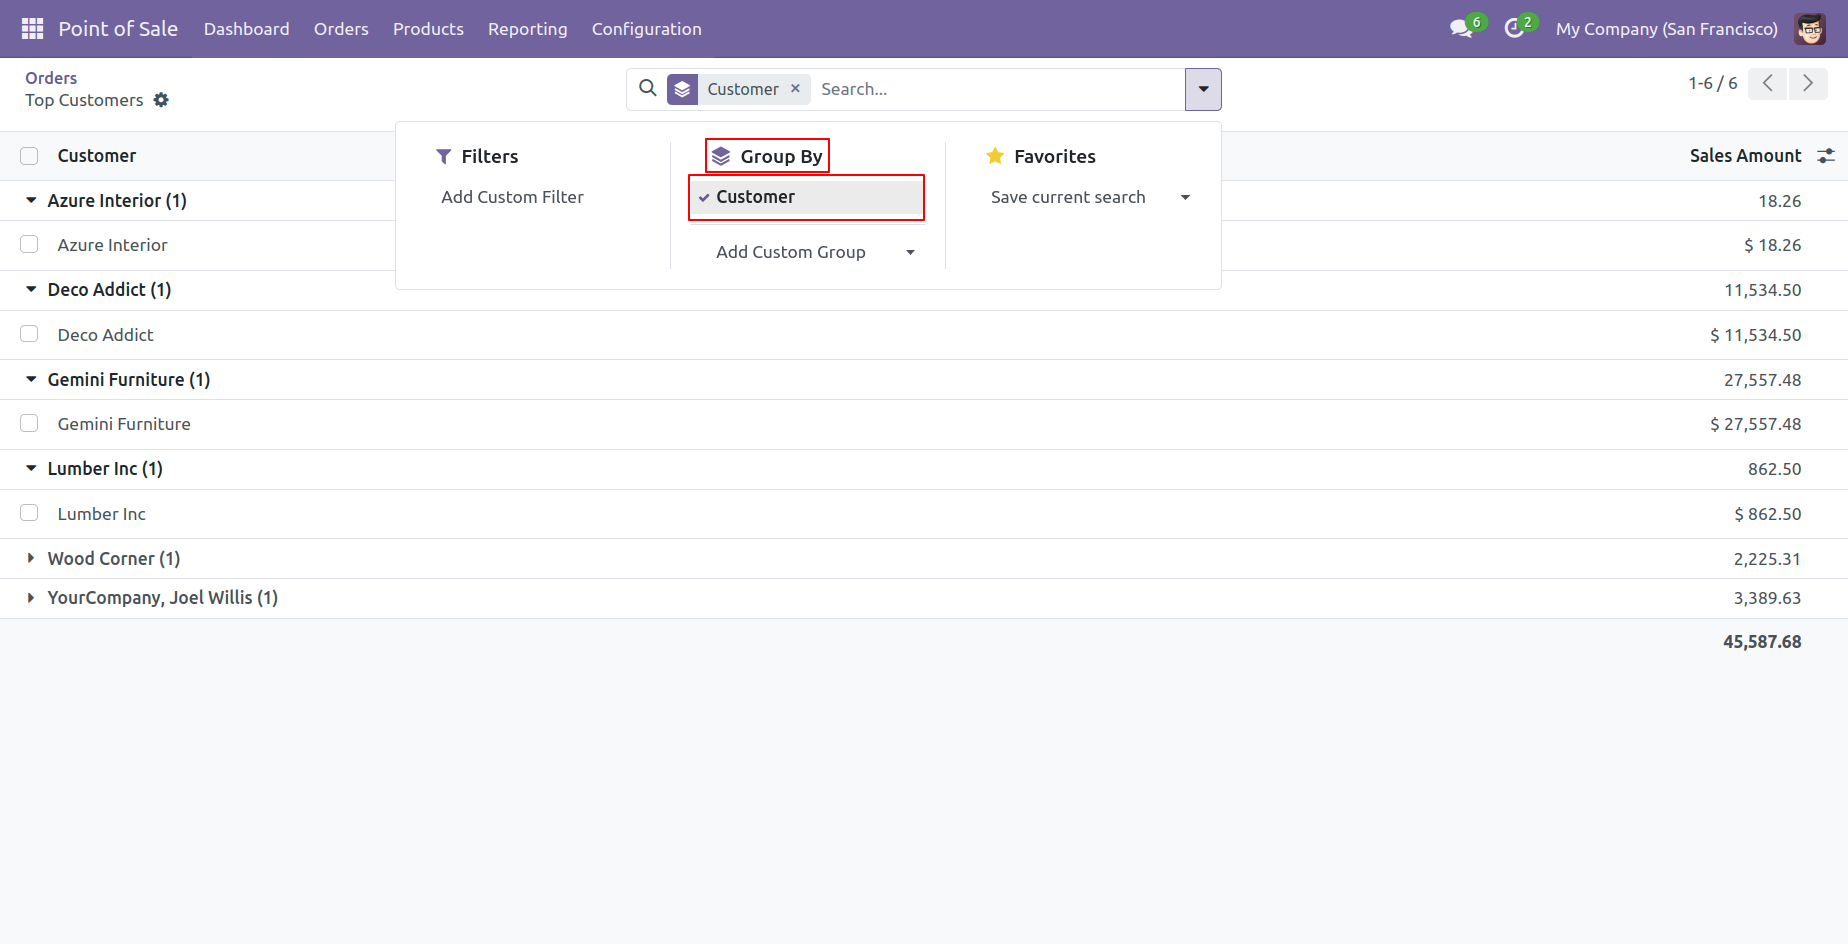 Point of Sale Dashboard Orders Products Reporting Configuration 6 2 My Company (San Francisco)
Orders
Top Customers
Customer × Search...
1-6 / 6
Filters
Add Custom Filter
Group By
Customer
Add Custom Group
Favorites
Save current search
Customer Sales Amount
Azure Interior (1) 18.26
Azure Interior $ 18.26
Deco Addict (1) 11,534.50
Deco Addict $ 11,534.50
Gemini Furniture (1) 27,557.48
Gemini Furniture $ 27,557.48
Lumber Inc (1) 862.50
Lumber Inc $ 862.50
Wood Corner (1) 2,225.31
YourCompany, Joel Willis (1) 3,389.63
45,587.68